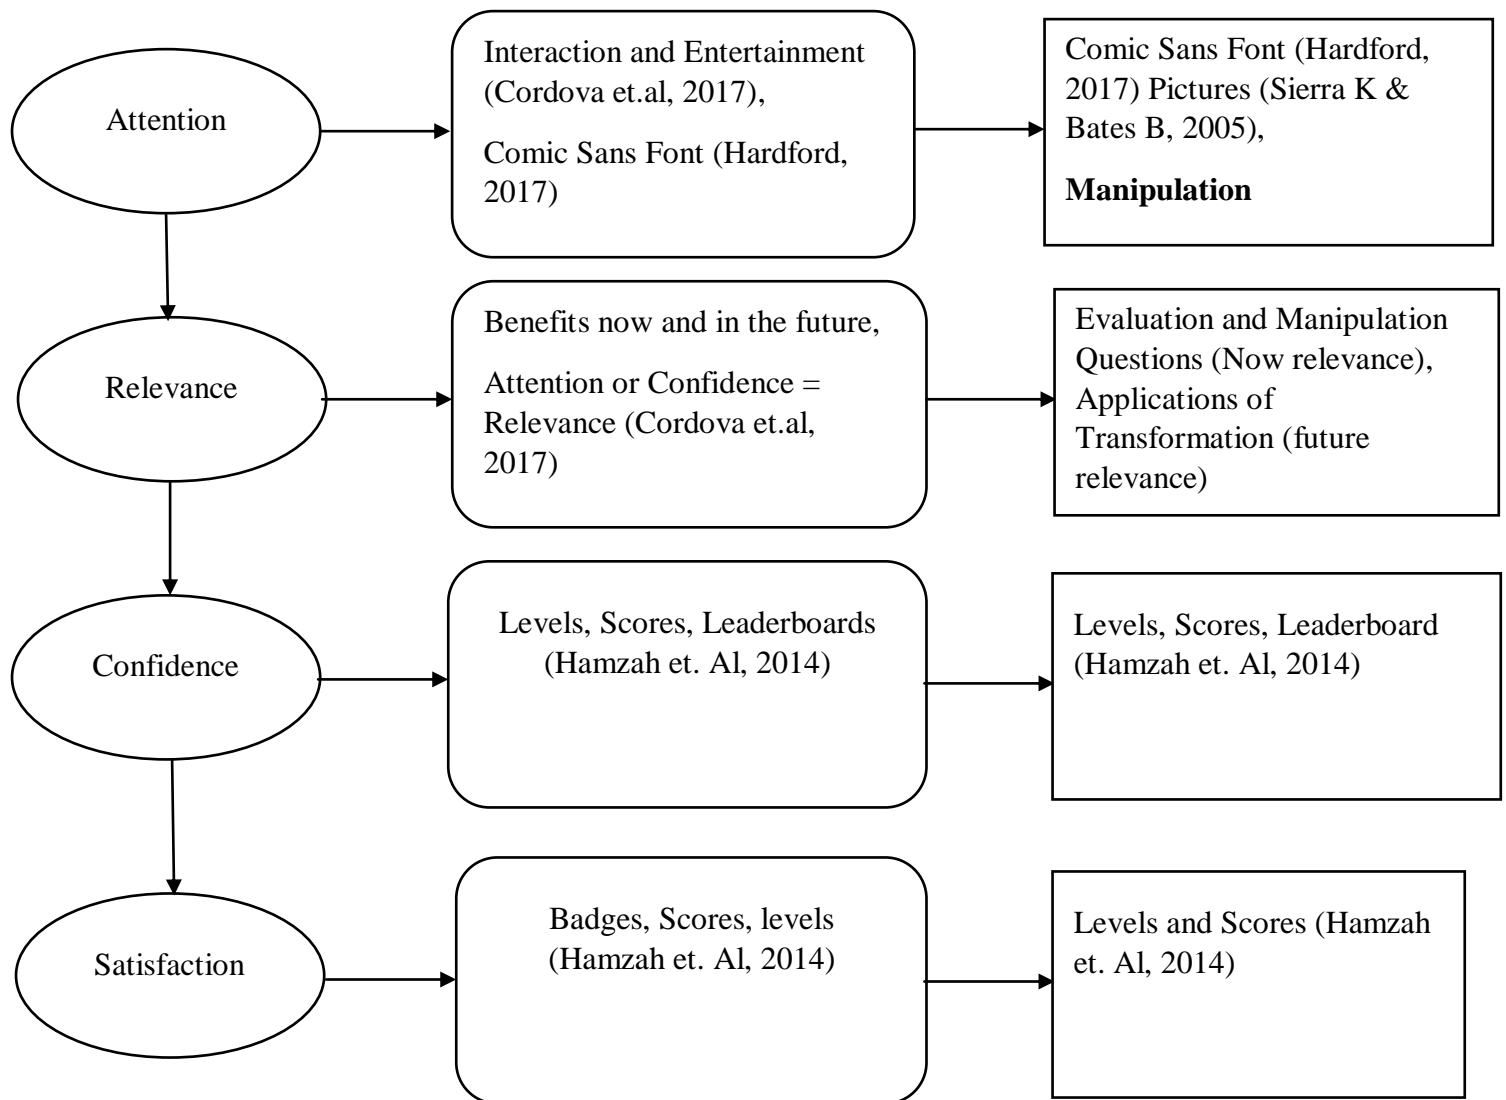 Attention
Interaction and Entertainment
(Cordova et.al, 2017),
Comic Sans Font (Hardford,
2017)
Comic Sans Font (Hardford,
2017) Pictures (Sierra K &
Bates B, 2005),
Manipulation
Relevance
Benefits now and in the future,
Attention or Confidence =
Relevance (Cordova et.al,
2017)
Evaluation and Manipulation
Questions (Now relevance),
Applications of
Transformation (future
relevance)
Confidence
Levels, Scores, Leaderboards
(Hamzah et. Al, 2014)
Levels, Scores, Leaderboard
(Hamzah et. Al, 2014)
Satisfaction
Badges, Scores, levels
(Hamzah et. Al, 2014)
Levels and Scores (Hamzah
et. Al, 2014)